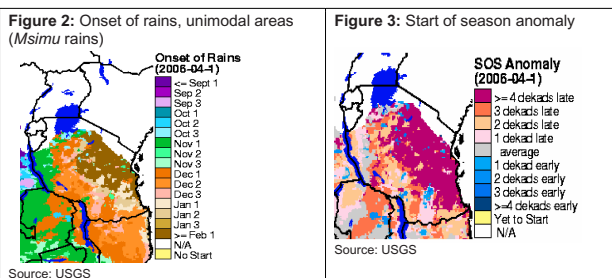 Figure 2: Onset of rains, unimodal areas
(Msimu rains)
Onset of Rains
(2006-04-1)
<= Sept 1
Sep 2
Sep 3
Oct 1
Oct 2
Oct 3
Nov 1
Nov 2
Nov 3
Dec 1
Dec 2
Dec 3
Jan 1
Jan 2
Jan 3
>= Feb 1
N/A
No Start
Source: USGS
Figure 3: Start of season anomaly
SOS Anomaly
(2006-04-1)
>= 4 dekads late
3 dekads late
2 dekads late
1 dekad late
average
1 dekad early
2 dekads early
3 dekads early
>=4 dekads early
Yet to Start
N/A
Source: USGS